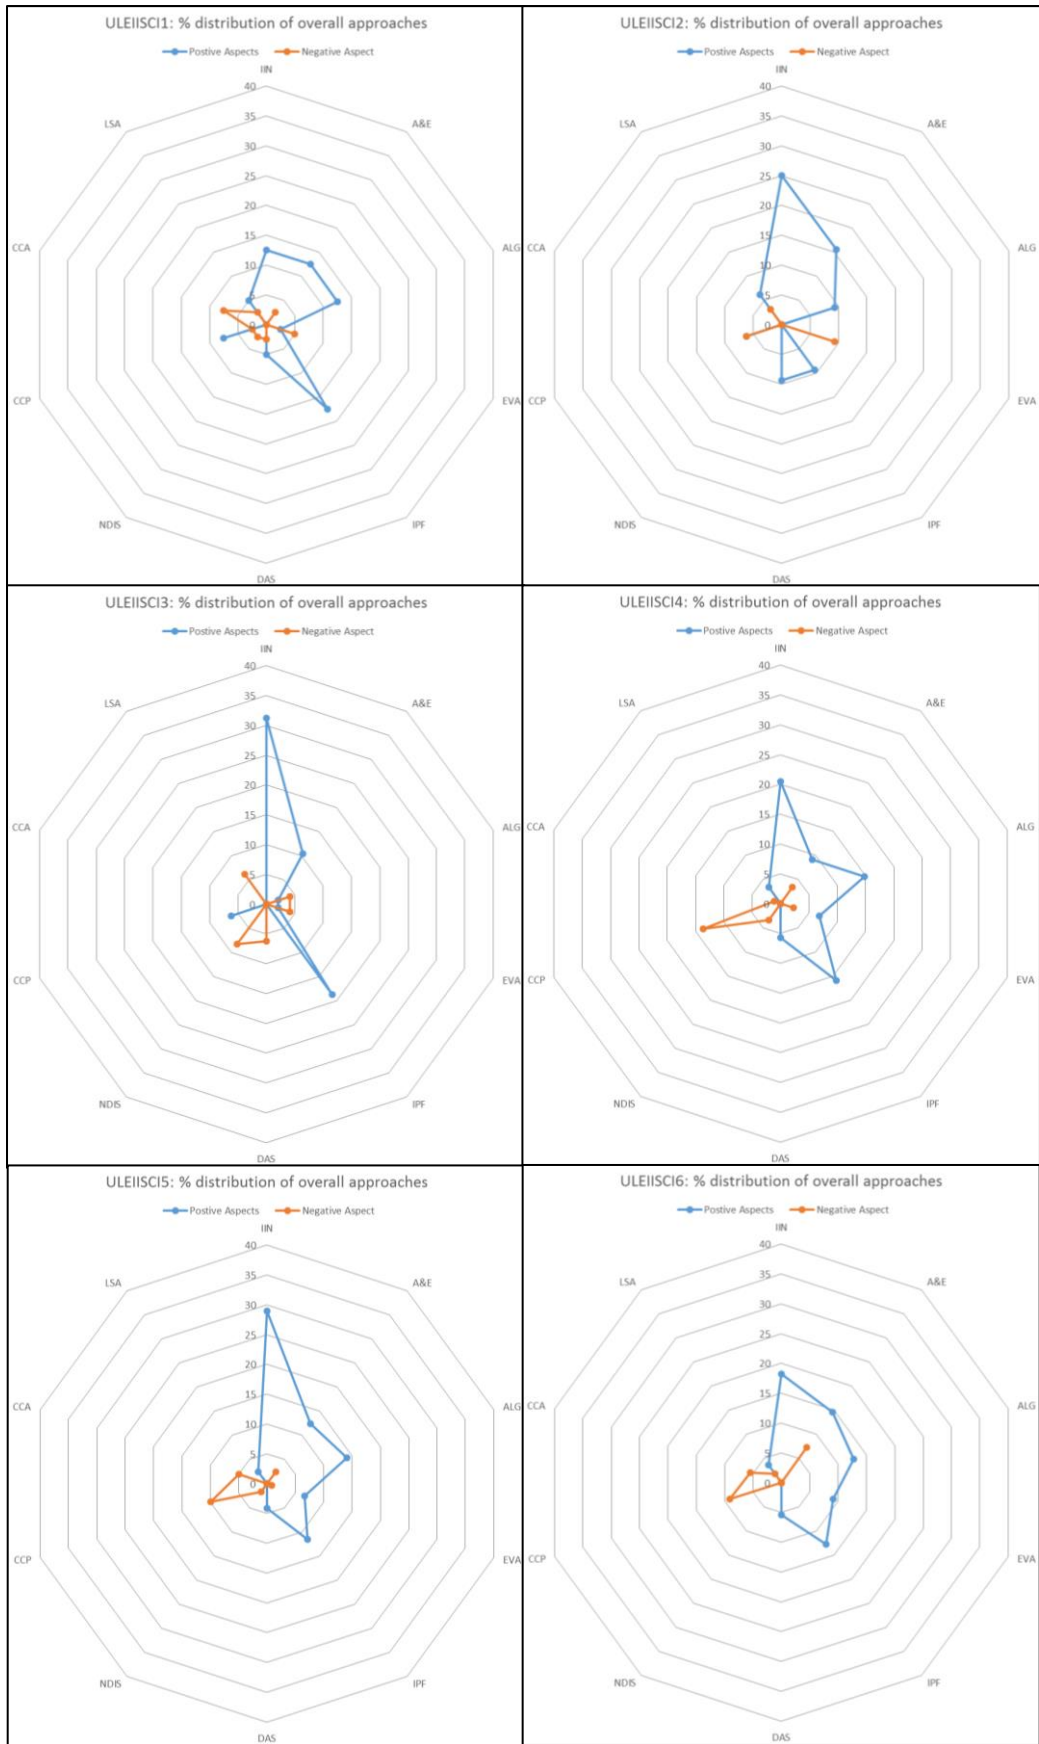 ULEIISCI1: % distribution of overall approaches
Postive Aspects Negative Aspect
IIN
40
LSA A&E
35
30
25
20
CCA 15 ALG
10
5
0
CCP EVA
NDIS IPF
DAS
ULEIISCI2: % distribution of overall approaches
Postive Aspects Negative Aspect
IIN
40
LSA A&E
35
30
25
20
CCA 15 ALG
10
5
0
CCP EVA
NDIS IPF
DAS
ULEIISCI3: % distribution of overall approaches
Postive Aspects Negative Aspect
IIN
40
LSA A&E
35
30
25
20
CCA 15 ALG
10
5
0
CCP EVA
NDIS IPF
DAS
ULEIISCI4: % distribution of overall approaches
Postive Aspects Negative Aspect
IIN
40
LSA A&E
35
30
25
20
CCA 15 ALG
10
5
0
CCP EVA
NDIS IPF
DAS
ULEIISCI5: % distribution of overall approaches
Postive Aspects Negative Aspect
IIN
40
LSA A&E
35
30
25
20
CCA 15 ALG
10
5
0
CCP EVA
NDIS IPF
DAS
ULEIISCI6: % distribution of overall approaches
Postive Aspects Negative Aspect
IIN
40
LSA A&E
35
30
25
20
CCA 15 ALG
10
5
0
CCP EVA
NDIS IPF
DAS